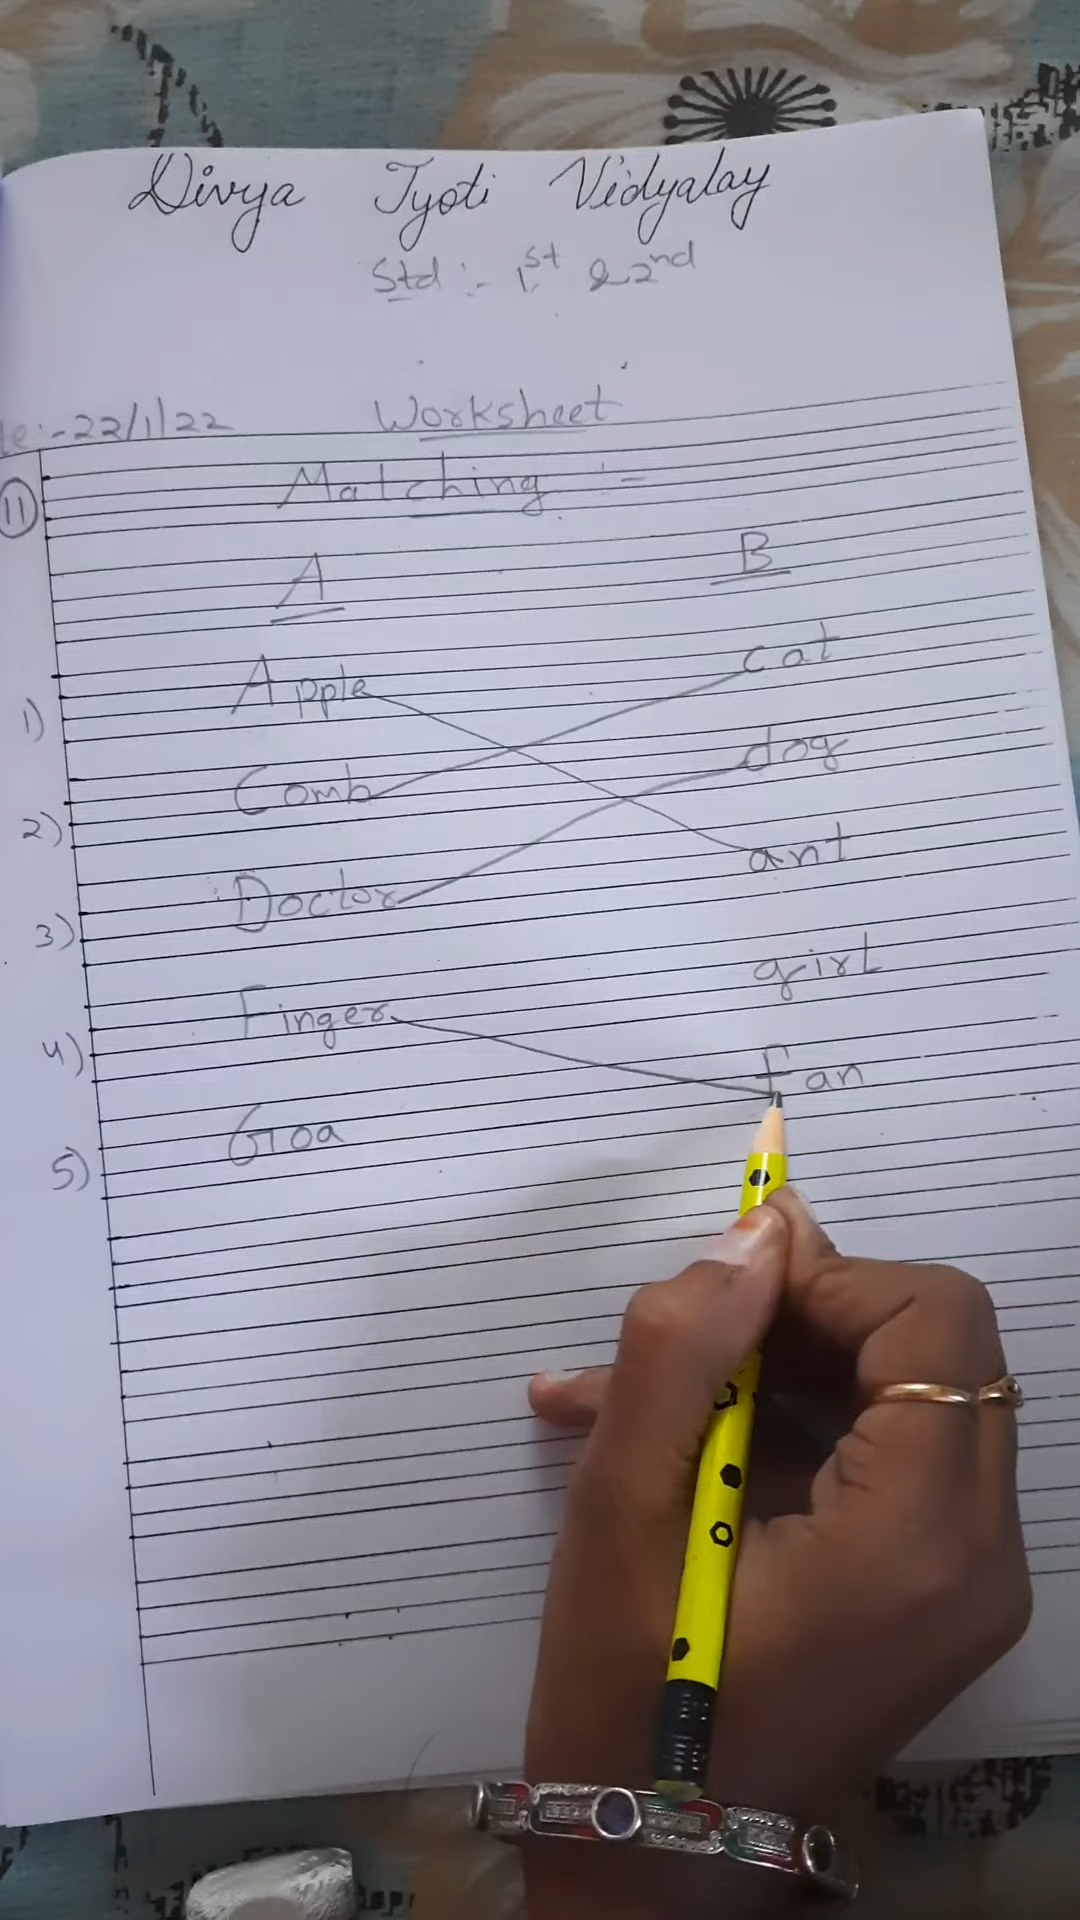 Divya Jyoti Vidyalay
Std :- 1st & 2nd
te:-22/1/22 Worksheet
11 Matching :-
A B
1) Apple cat
2) Comb dog
3) Doctor ant
4) Finger girl
5) Goa fan